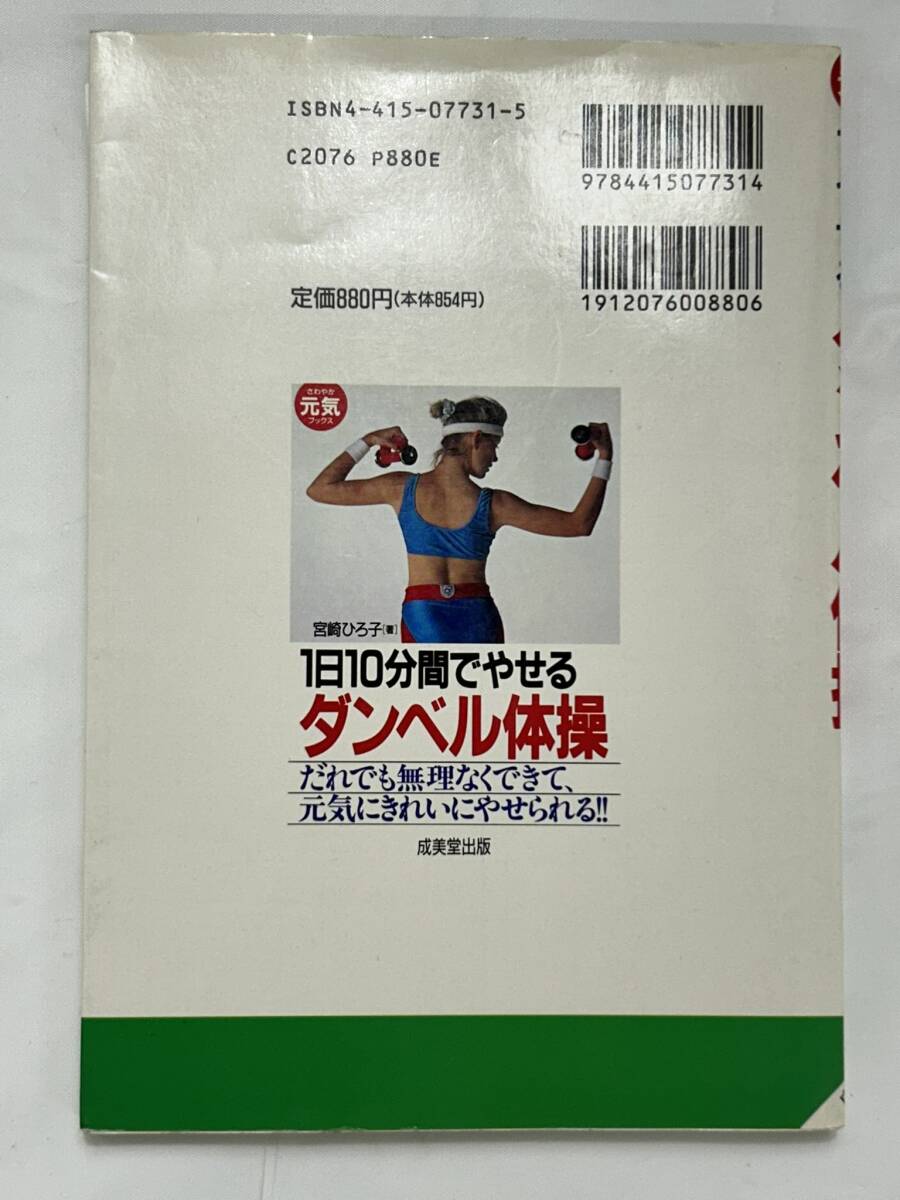 ISBN4-415-07731-5
C2076 P880E
9784415077314
1912076008806
定価880円(本体854円)
さわやか
元気
ブックス
宮崎ひろ子[著]
1日10分間でやせる
ダンベル体操
だれでも無理なくできて、
元気にきれいにやせられる!!
成美堂出版